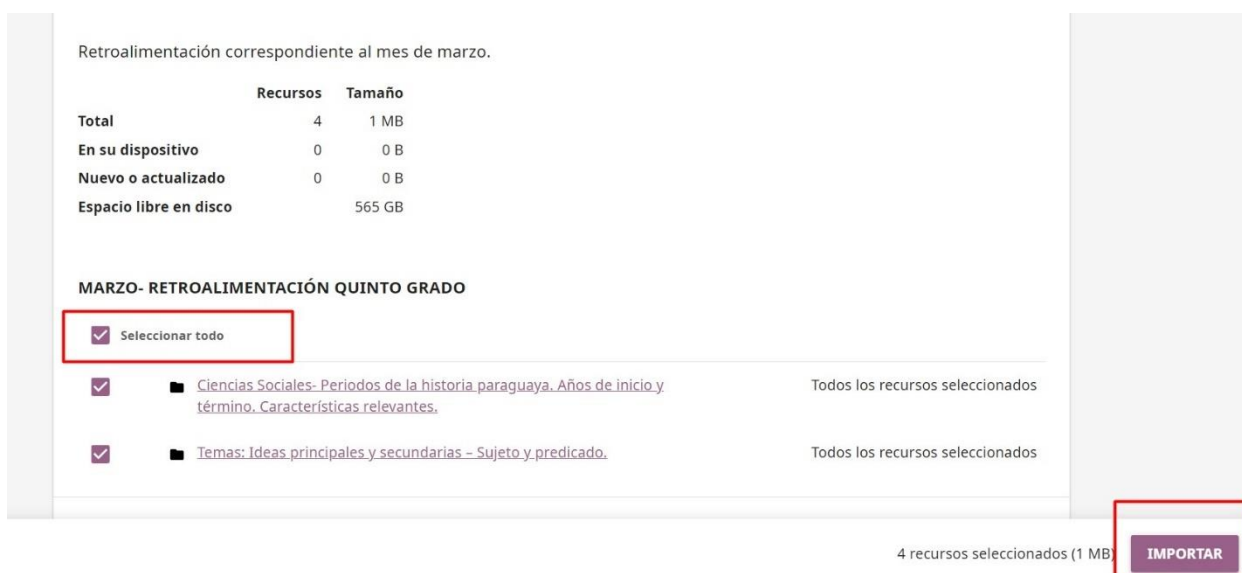 Retroalimentación correspondiente al mes de marzo.
Recursos Tamaño
Total 4 1 MB
En su dispositivo 0 0 B
Nuevo o actualizado 0 0 B
Espacio libre en disco 565 GB
MARZO- RETROALIMENTACIÓN QUINTO GRADO
Seleccionar todo
Ciencias Sociales- Periodos de la historia paraguaya. Años de inicio y Todos los recursos seleccionados
término. Características relevantes.
Temas: Ideas principales y secundarias – Sujeto y predicado. Todos los recursos seleccionados
4 recursos seleccionados (1 MB) IMPORTAR